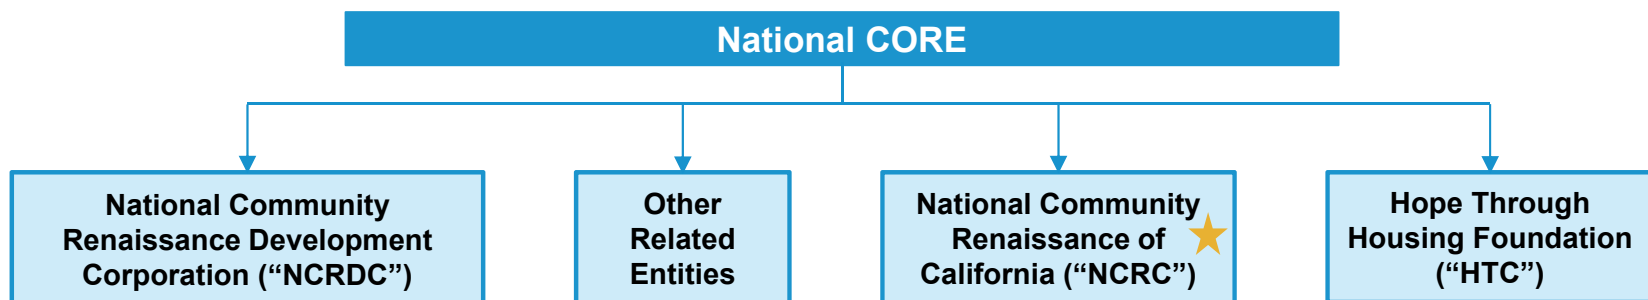 National CORE
National Community
Renaissance Development
Corporation (“NCRDC”)
Other
Related
Entities
National Community
Renaissance of
California (“NCRC”)
Hope Through
Housing Foundation
(“HTC”)